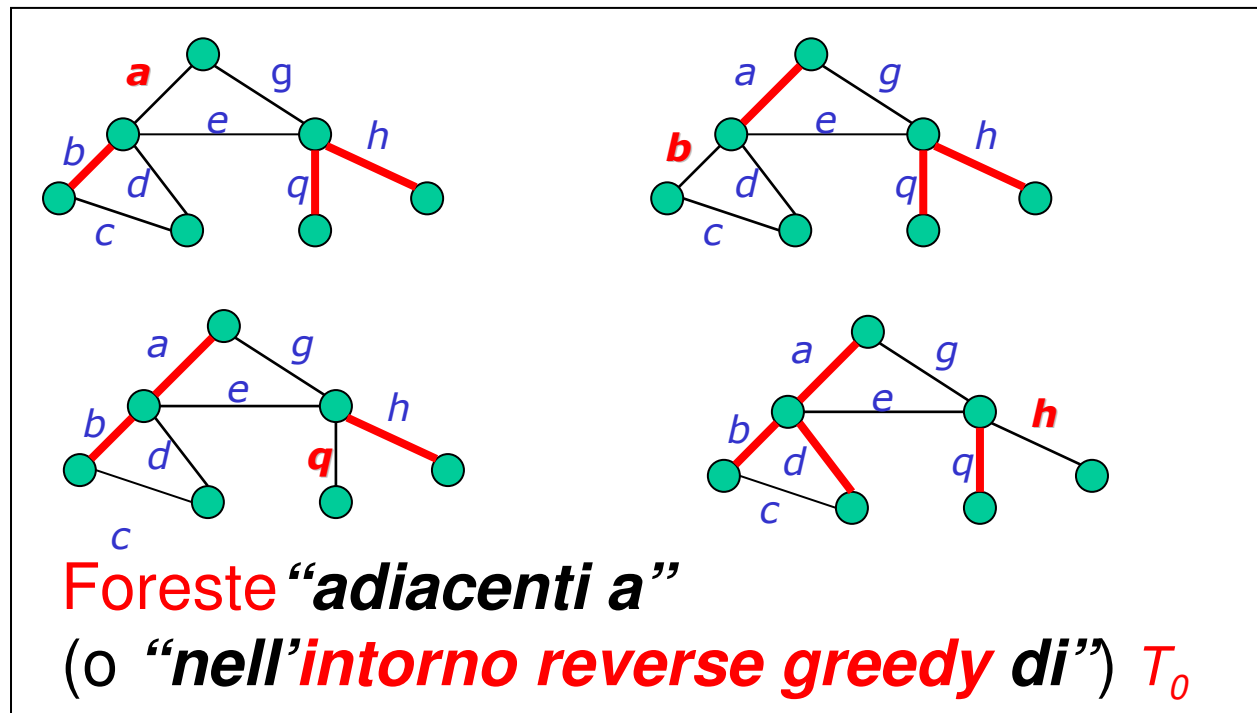 a g
e
b h
d q
c
a g
e
b h
d q
c
a g
e
b h
d q
c
a g
e h
b d q
c
Foreste “adiacenti a”
(o “nell’intorno reverse greedy di”) T₀